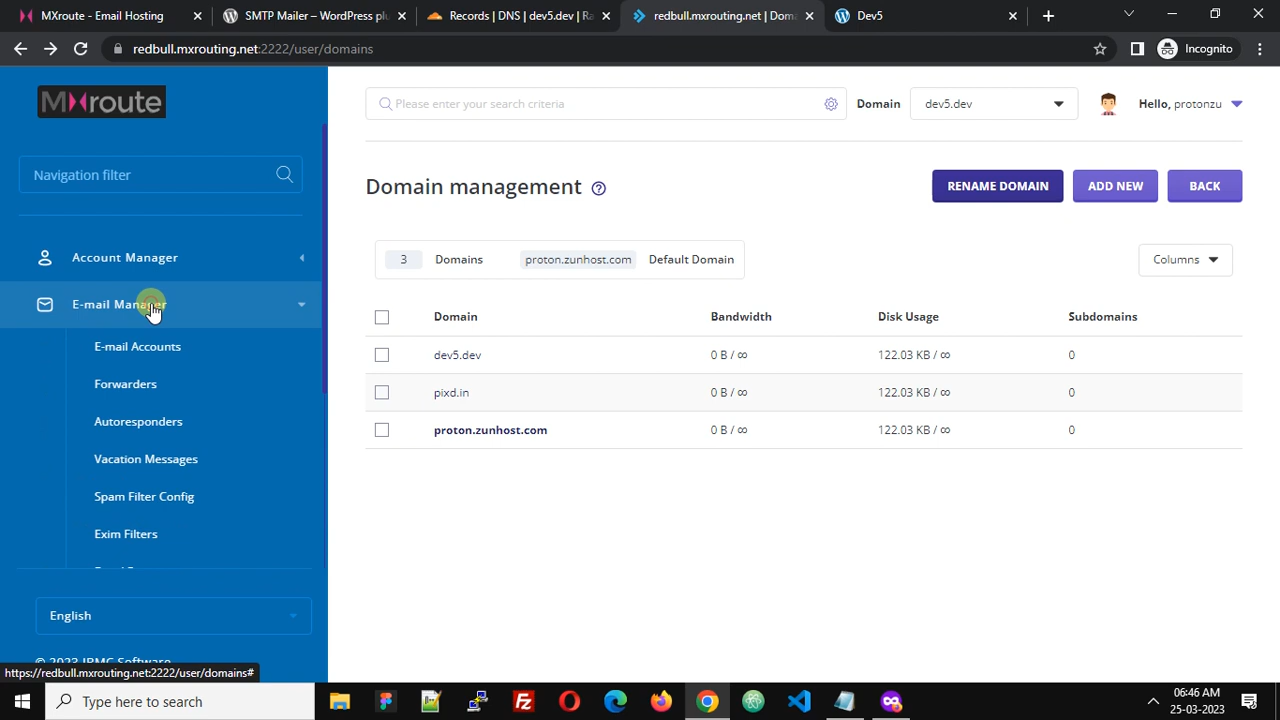 MXroute - Email Hosting
SMTP Mailer – WordPress plu
Records | DNS | dev5.dev | Ra
redbull.mxrouting.net | Doma
Dev5
redbull.mxrouting.net:2222/user/domains
Incognito
MXroute
Please enter your search criteria
Domain
dev5.dev
Hello, protonzu
Navigation filter
Domain management
RENAME DOMAIN
ADD NEW
BACK
Account Manager
3 Domains
proton.zunhost.com Default Domain
Columns
E-mail Manager
Domain Bandwidth Disk Usage Subdomains
E-mail Accounts
dev5.dev 0 B / ∞ 122.03 KB / ∞ 0
Forwarders
pixd.in 0 B / ∞ 122.03 KB / ∞ 0
Autoresponders
proton.zunhost.com 0 B / ∞ 122.03 KB / ∞ 0
Vacation Messages
Spam Filter Config
Exim Filters
English
© 2023 JBMC Software
https://redbull.mxrouting.net:2222/user/domains#
Type here to search
06:46 AM
25-03-2023